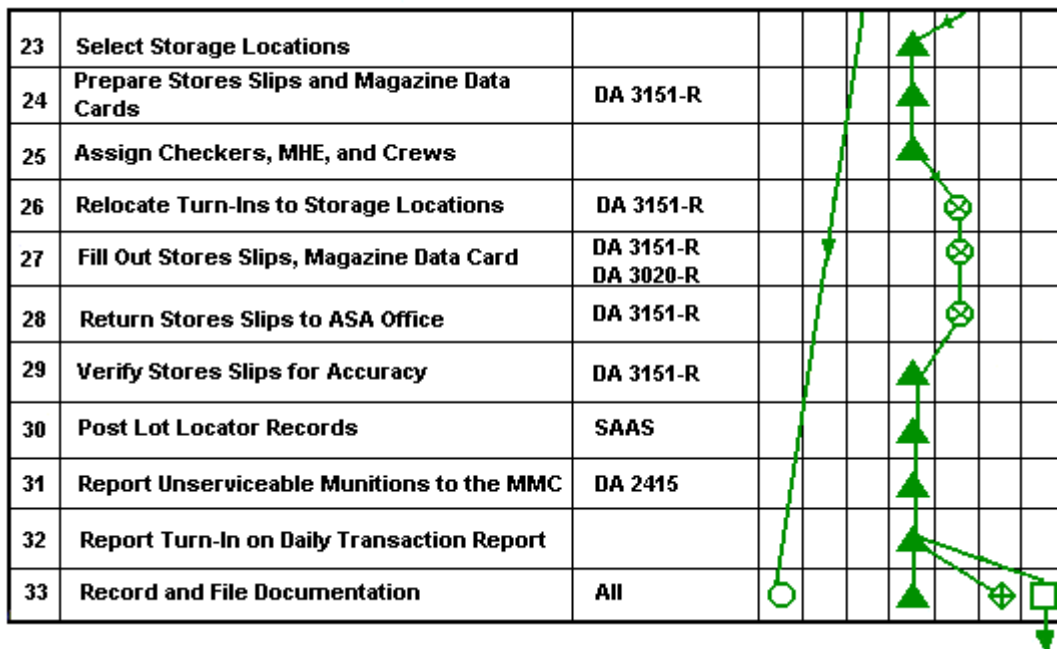 23 Select Storage Locations
24 Prepare Stores Slips and Magazine Data Cards DA 3151-R
25 Assign Checkers, MHE, and Crews
26 Relocate Turn-Ins to Storage Locations DA 3151-R
27 Fill Out Stores Slips, Magazine Data Card DA 3151-R DA 3020-R
28 Return Stores Slips to ASA Office DA 3151-R
29 Verify Stores Slips for Accuracy DA 3151-R
30 Post Lot Locator Records SAAS
31 Report Unserviceable Munitions to the MMC DA 2415
32 Report Turn-In on Daily Transaction Report
33 Record and File Documentation All